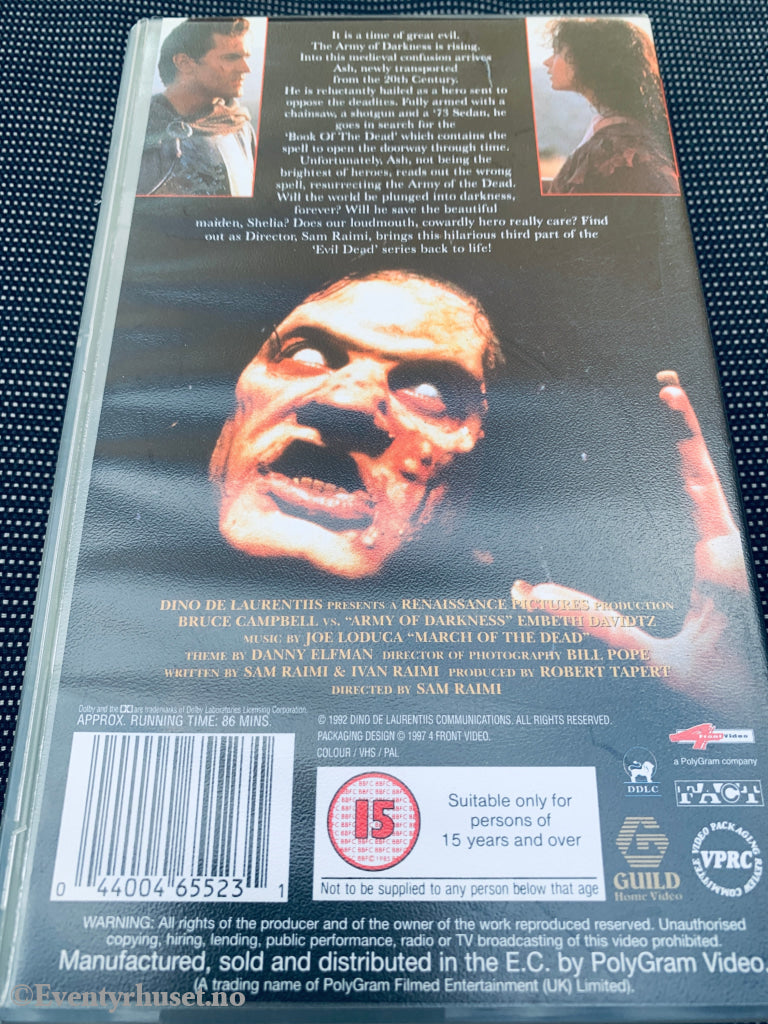 It is a time of great evil.
The Army of Darkness is rising.
Into this medieval confusion arrives
Ash, newly transported
from the 20th Century.
He is reluctantly hailed as a hero sent to
oppose the deadites. Fully armed with a
chainsaw, a shotgun and a '73 Sedan, he
goes in search for the
'Book Of The Dead' which contains the
spell to open the doorway through time.
Unfortunately, Ash, not being the
brightest of heroes, reads out the wrong
spell, resurrecting the Army of the Dead.
Will the world be plunged into darkness,
forever? Will he save the beautiful
maiden, Shelia? Does our loudmouth, cowardly hero really care? Find
out as Director, Sam Raimi, brings this hilarious third part of the
'Evil Dead' series back to life!
DINO DE LAURENTIIS PRESENTS A RENAISSANCE PICTURES PRODUCTION
BRUCE CAMPBELL VS. "ARMY OF DARKNESS" EMBETH DAVIDTZ
MUSIC BY JOE LODUCA "MARCH OF THE DEAD"
THEME BY DANNY ELFMAN DIRECTOR OF PHOTOGRAPHY BILL POPE
WRITTEN BY SAM RAIMI & IVAN RAIMI PRODUCED BY ROBERT TAPERT
DIRECTED BY SAM RAIMI
Dolby and the are trademarks of Dolby Laboratories Licensing Corporation.
APPROX. RUNNING TIME: 86 MINS.
© 1992 DINO DE LAURENTIIS COMMUNICATIONS. ALL RIGHTS RESERVED.
PACKAGING DESIGN © 1997 4 FRONT VIDEO.
COLOUR / VHS / PAL
4 Front Video
a PolyGram company
DDLC
FACT
15
Suitable only for
persons of
15 years and over
Not to be supplied to any person below that age
GUILD
Home Video
VIDEO PACKAGING
VPRC
REVIEW COMMITTEE
0 44004 65523 1
WARNING: All rights of the producer and of the owner of the work reproduced reserved. Unauthorised
copying, hiring, lending, public performance, radio or TV broadcasting of this video prohibited.
Manufactured, sold and distributed in the E.C. by PolyGram Video.
(A trading name of PolyGram Filmed Entertainment (UK) Limited).
©Eventyrhuset.no